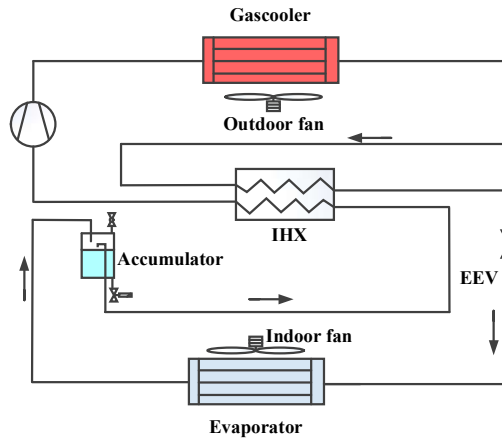 Gascooler
Outdoor fan
IHX
Accumulator
EEV
Indoor fan
Evaporator